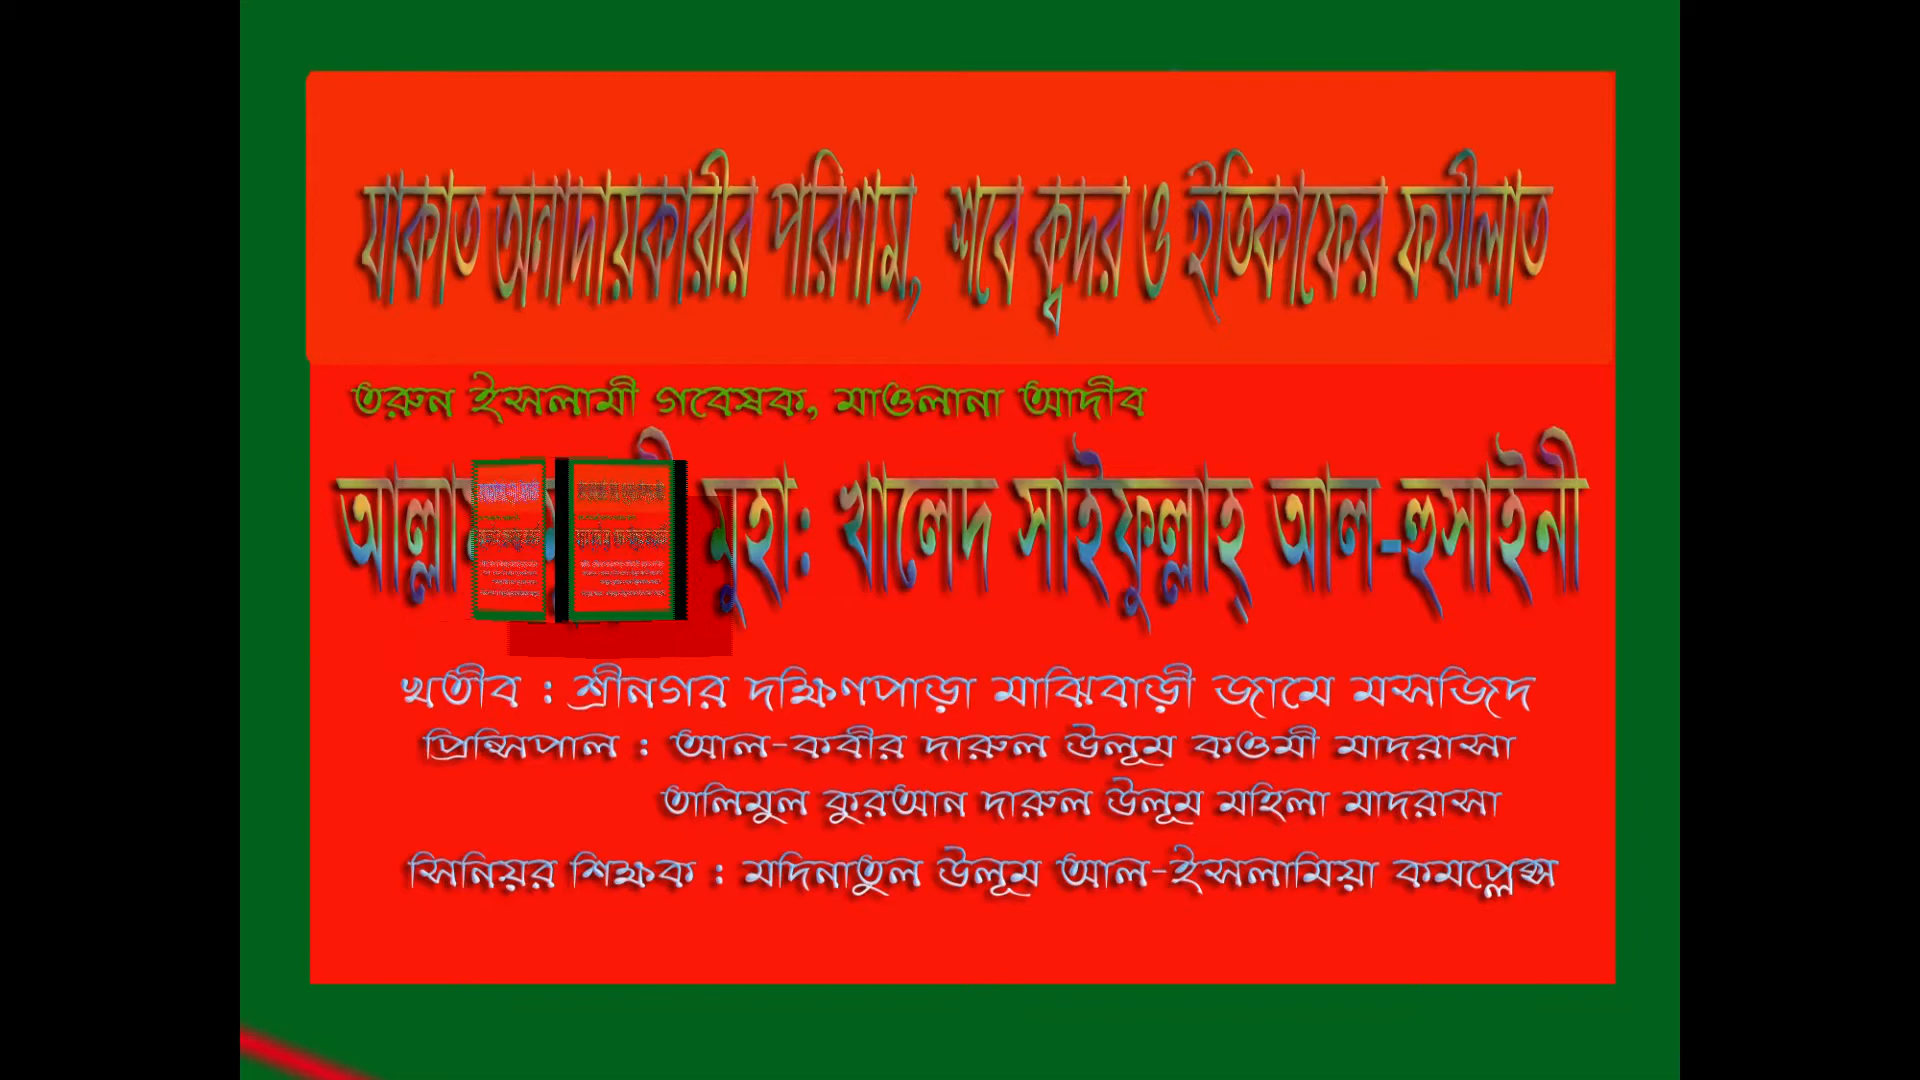 যাকাত অনাদায়কারীর পরিণাম, শবে ক্বদর ও ইতিকাফের ফযীলাত
তরুন ইসলামী গবেষক, মাওলানা আদীব
মুহা: খালেদ সাইফুল্লাহ্ আল-হুসাইনী
খতীব : শ্রীনগর দক্ষিণপাড়া মাঝিবাড়ী জামে মসজিদ
প্রিন্সিপাল : আল-কবীর দারুল উলূম কওমী মাদরাসা
তালিমুল কুরআন দারুল উলূম মহিলা মাদরাসা
সিনিয়র শিক্ষক : মদিনাতুল উলূম আল-ইসলামিয়া কমপ্লেক্স